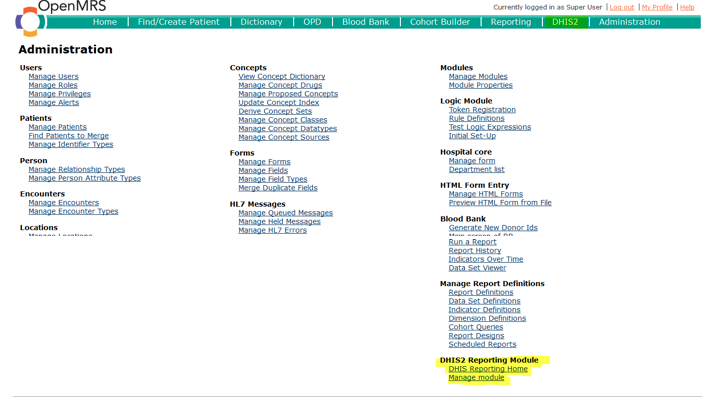 OpenMRS
Currently logged in as Super User | Log out | My Profile | Help
Home | Find/Create Patient | Dictionary | OPD | Blood Bank | Cohort Builder | Reporting | DHIS2 | Administration
Administration
Users
Manage Users
Manage Roles
Manage Privileges
Manage Alerts
Patients
Manage Patients
Find Patients to Merge
Manage Identifier Types
Person
Manage Relationship Types
Manage Person Attribute Types
Encounters
Manage Encounters
Manage Encounter Types
Locations
Manage Locations
Concepts
View Concept Dictionary
Manage Concept Drugs
Manage Proposed Concepts
Update Concept Index
Derive Concept Sets
Manage Concept Classes
Manage Concept Datatypes
Manage Concept Sources
Forms
Manage Forms
Manage Fields
Manage Field Types
Merge Duplicate Fields
HL7 Messages
Manage Queued Messages
Manage Held Messages
Manage HL7 Errors
Modules
Manage Modules
Module Properties
Logic Module
Token Registration
Rule Definitions
Test Logic Expressions
Initial Set-Up
Hospital core
Manage form
Department list
HTML Form Entry
Manage HTML Forms
Preview HTML Form from File
Blood Bank
Generate New Donor Ids
Main screen of BB
Run a Report
Report History
Indicators Over Time
Data Set Viewer
Manage Report Definitions
Report Definitions
Data Set Definitions
Indicator Definitions
Dimension Definitions
Cohort Queries
Report Designs
Scheduled Reports
DHIS2 Reporting Module
DHIS Reporting Home
Manage module